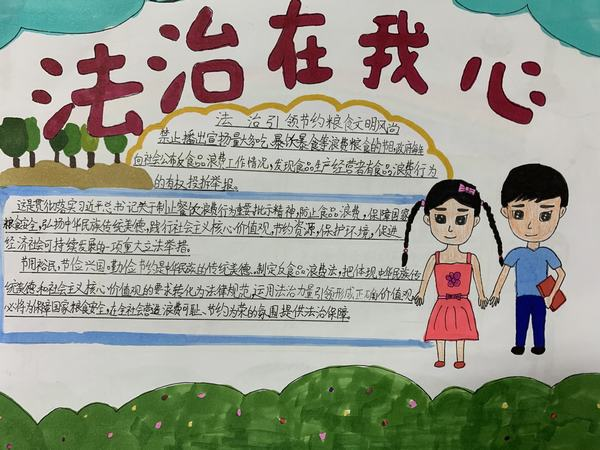 法治在我心
法治引领节约粮食文明风尚
禁止播出宣扬量大多吃、暴饮暴食等浪费粮食的节目,政府每年
向社会公布反食品浪费工作情况,发现食品生产经营者有食品浪费行为
的有权投拆举报。
这是贯彻落实习近平总书记关于制止餐饮浪费行为重要指示精神,防止食品浪费,保障国家
粮食安全,弘扬中华民族传统美德,践行社会主义核心价值观,节约资源,保护环境,促进
经济社会可持续发展的一项重大立法举措。
节用裕民,节俭兴国。勤俭节约是中华民族的传统美德。制定反食品浪费法,把体现中华民族传
统美德和社会主义核心价值观的要求转化为法律规范,运用法治力量引领形成正确价值观
必将为保障国家粮食安全,在全社会营造浪费可耻、节约为荣的氛围提供法治保障